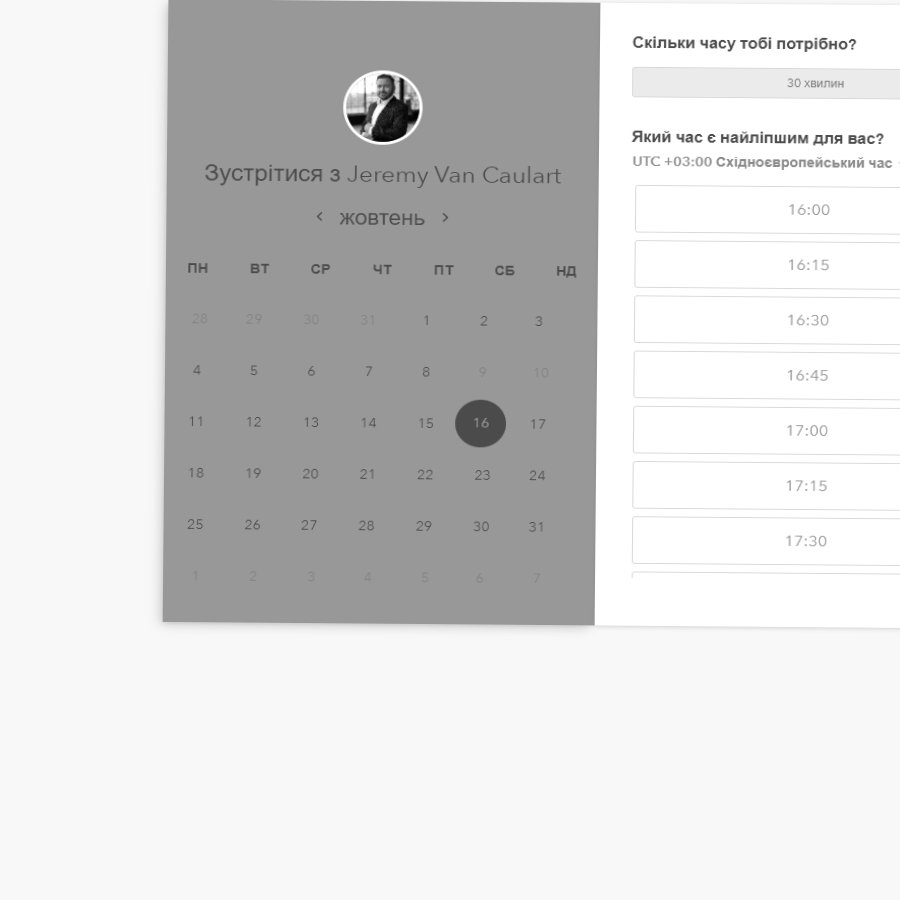 Зустрітися з Jeremy Van Caulart
жовтень
ПН ВТ СР ЧТ ПТ СБ НД
28 29 30 31 1 2 3
4 5 6 7 8 9 10
11 12 13 14 15 16 17
18 19 20 21 22 23 24
25 26 27 28 29 30 31
1 2 3 4 5 6 7
Скільки часу тобі потрібно?
30 хвилин
Який час є найліпшим для вас?
UTC +03:00 Східноєвропейський час
16:00
16:15
16:30
16:45
17:00
17:15
17:30